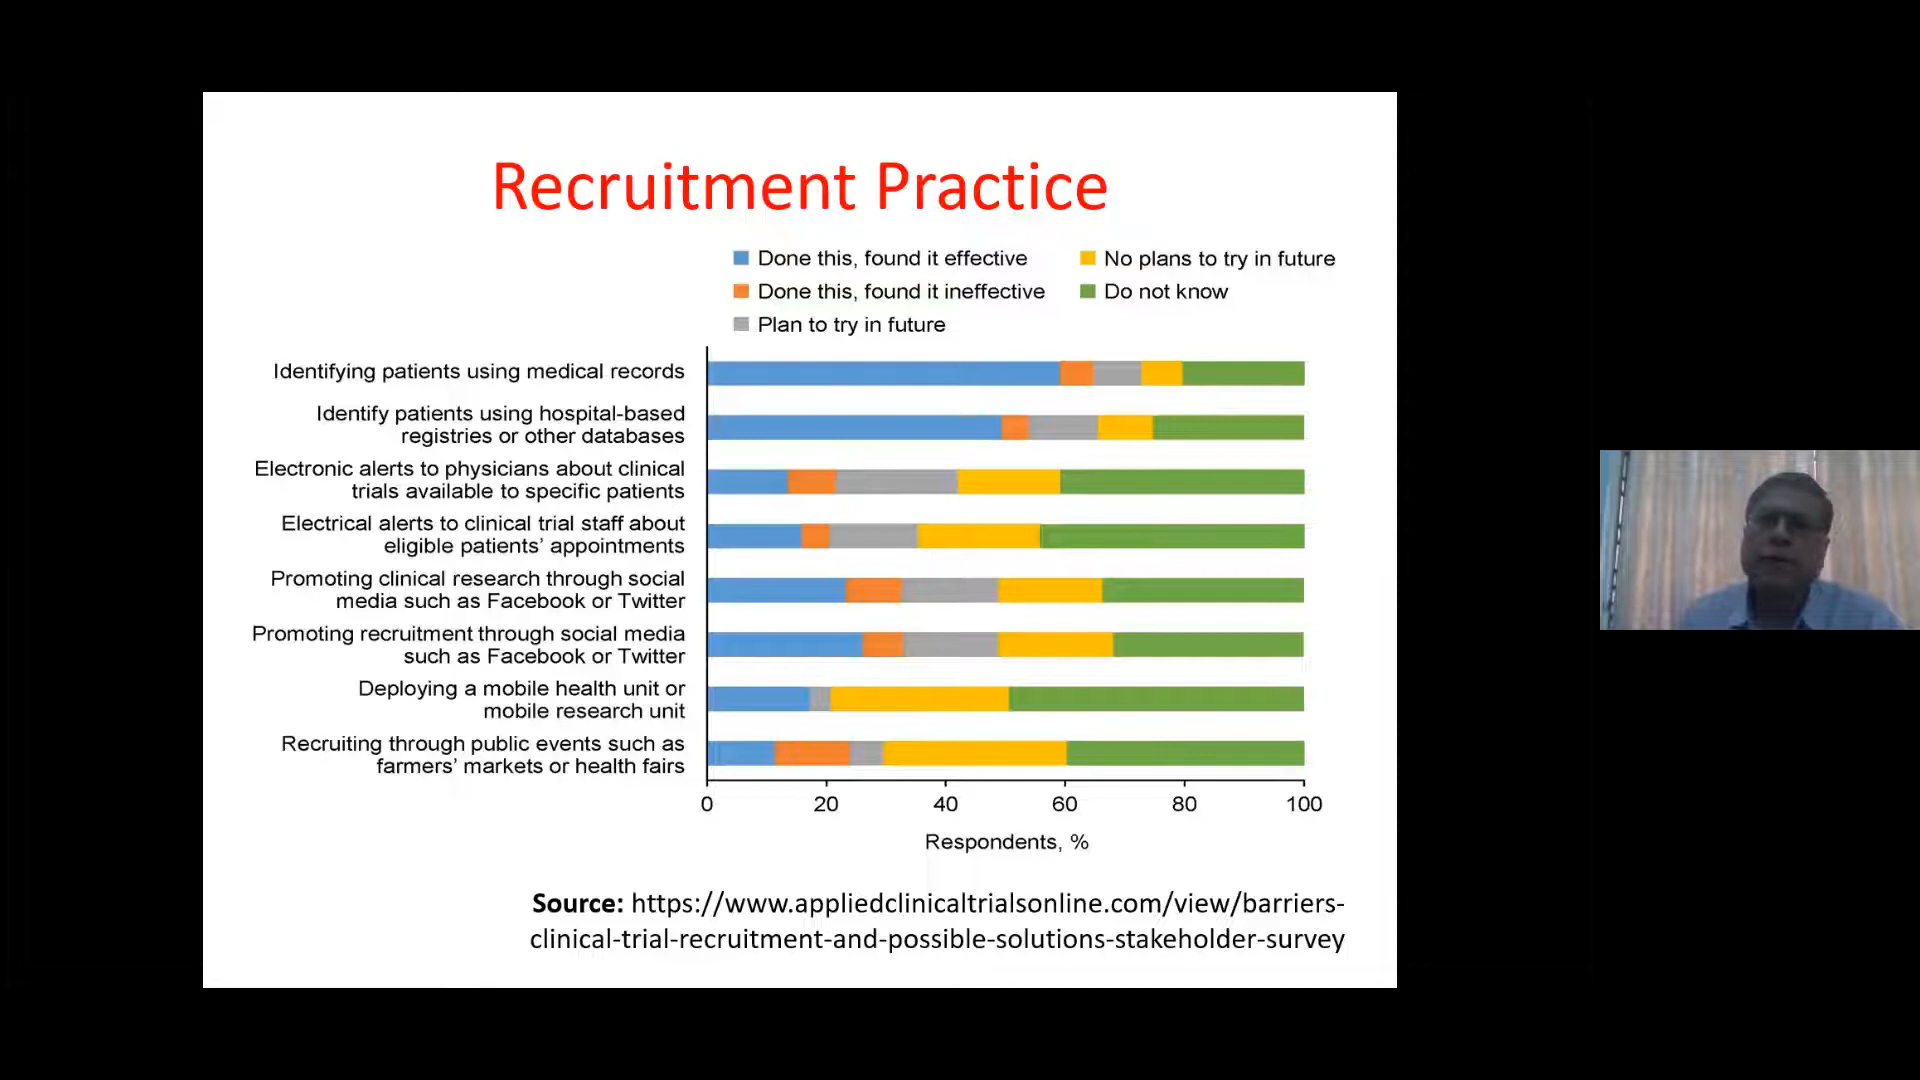 Recruitment Practice
Done this, found it effective
Done this, found it ineffective
Plan to try in future
No plans to try in future
Do not know
Identifying patients using medical records
Identify patients using hospital-based
registries or other databases
Electronic alerts to physicians about clinical
trials available to specific patients
Electrical alerts to clinical trial staff about
eligible patients’ appointments
Promoting clinical research through social
media such as Facebook or Twitter
Promoting recruitment through social media
such as Facebook or Twitter
Deploying a mobile health unit or
mobile research unit
Recruiting through public events such as
farmers’ markets or health fairs
0 20 40 60 80 100
Respondents, %
Source: https://www.appliedclinicaltrialsonline.com/view/barriers-
clinical-trial-recruitment-and-possible-solutions-stakeholder-survey